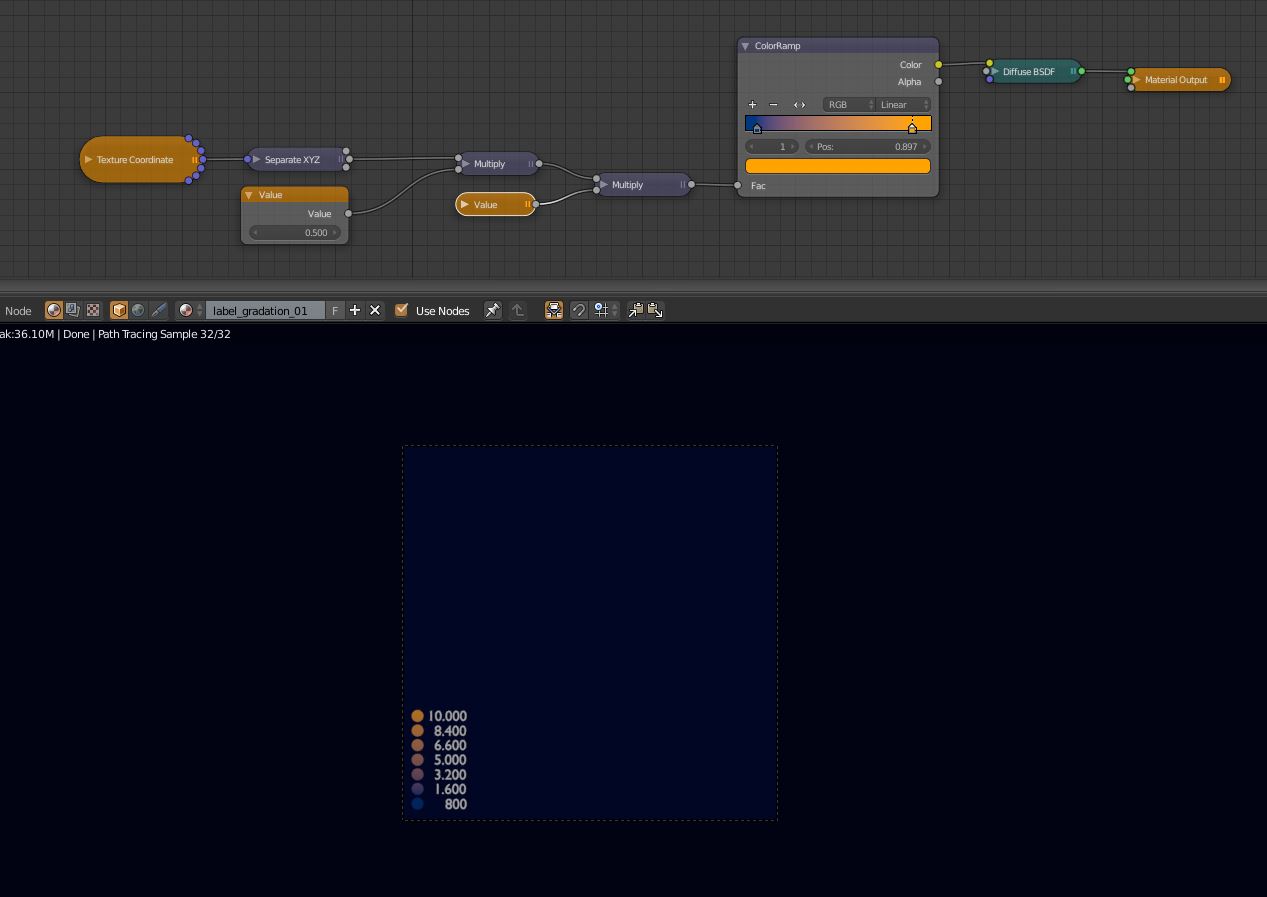 ColorRamp
Color
Alpha
RGB
Linear
1
Pos: 0.897
Fac
Diffuse BSDF
Material Output
Texture Coordinate
Separate XYZ
Value
Value
0.500
Multiply
Value
Multiply
Node
label_gradation_01
F
Use Nodes
ak:36.10M | Done | Path Tracing Sample 32/32
10.000
8.400
6.600
5.000
3.200
1.600
800